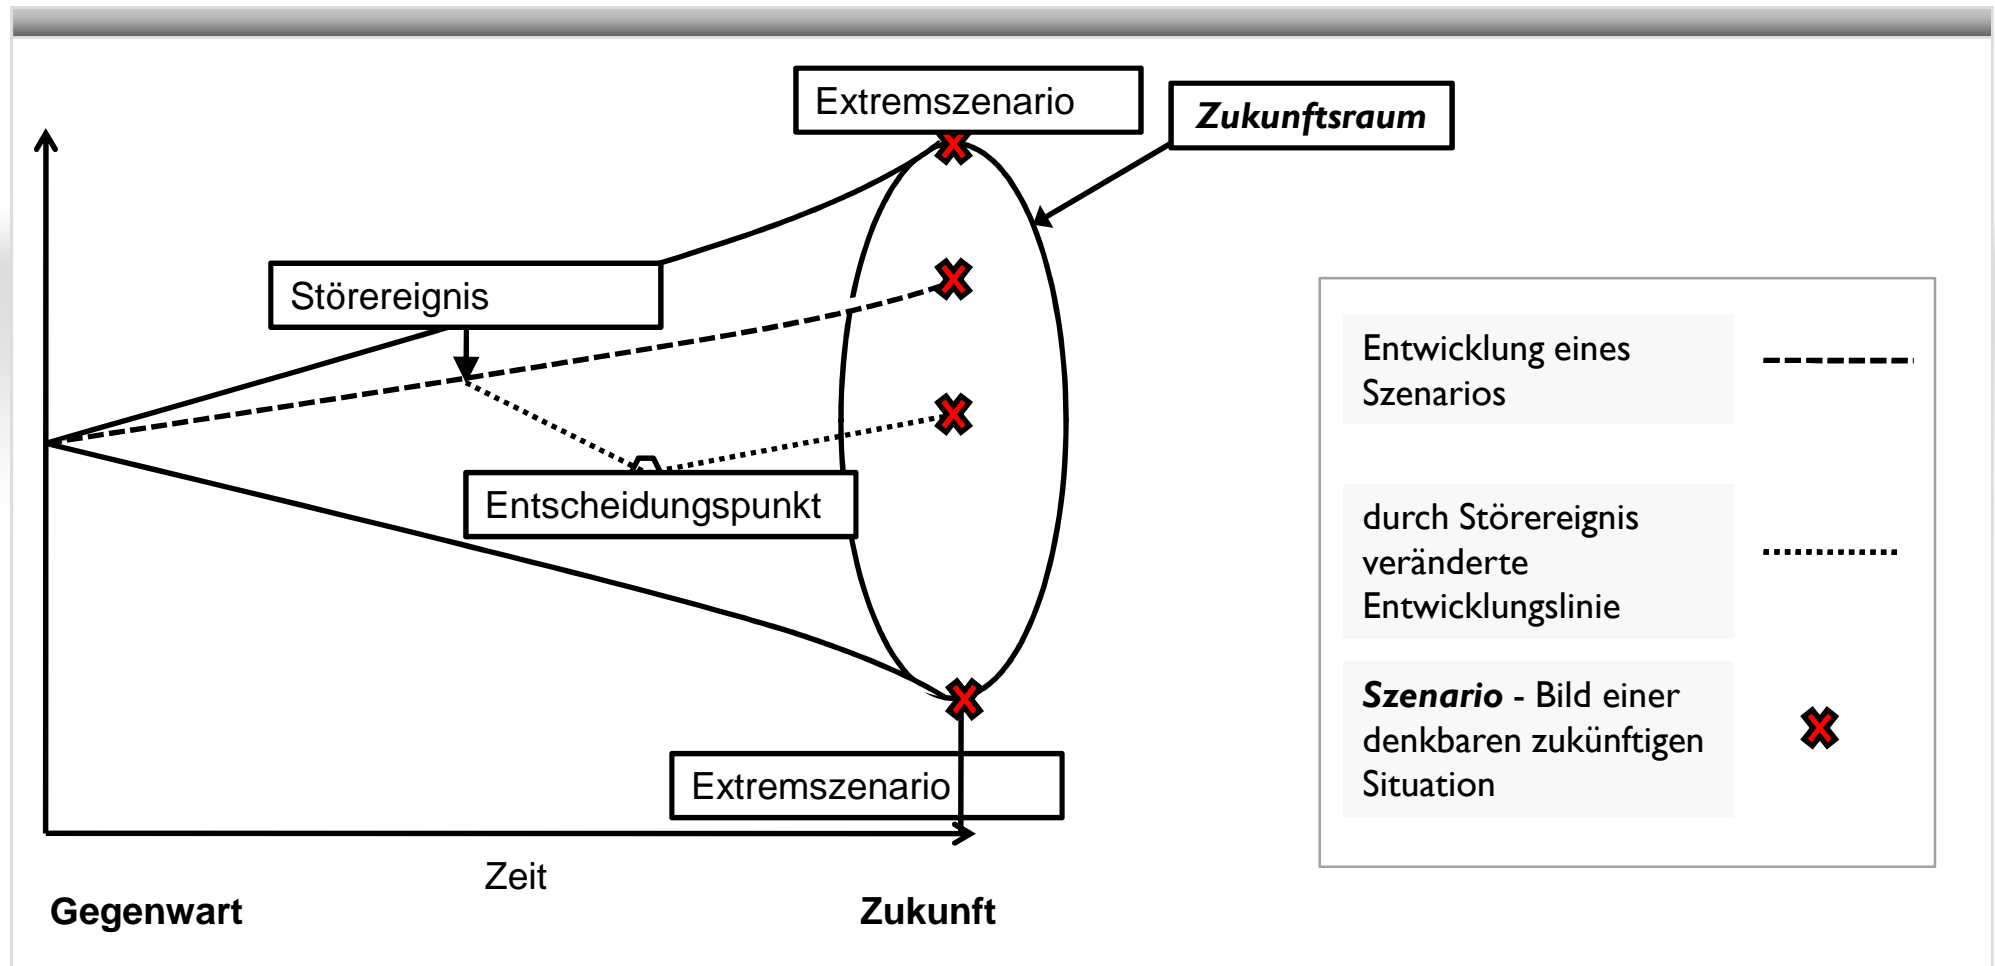 Extremszenario
Zukunftsraum
Störereignis
Entscheidungspunkt
Extremszenario
Zeit
Gegenwart
Zukunft
Entwicklung eines
Szenarios
durch Störereignis
veränderte
Entwicklungslinie
Szenario - Bild einer
denkbaren zukünftigen
Situation